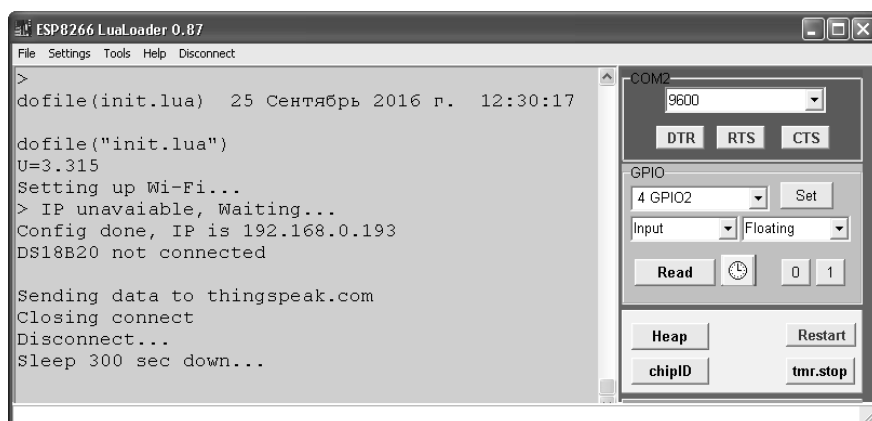 ESP8266 LuaLoader 0.87
File Settings Tools Help Disconnect
>
dofile(init.lua) 25 Сентябрь 2016 г. 12:30:17
dofile("init.lua")
U=3.315
Setting up Wi-Fi...
> IP unavaiable, Waiting...
Config done, IP is 192.168.0.193
DS18B20 not connected
Sending data to thingspeak.com
Closing connect
Disconnect...
Sleep 300 sec down...
COM2
9600
DTR RTS CTS
GPIO
4 GPIO2 Set
Input Floating
Read 0 1
Heap Restart
chipID tmr.stop